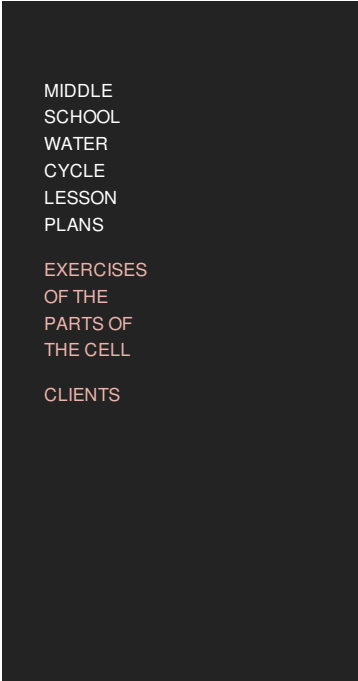 MIDDLE
SCHOOL
WATER
CYCLE
LESSON
PLANS
EXERCISES
OF THE
PARTS OF
THE CELL
CLIENTS